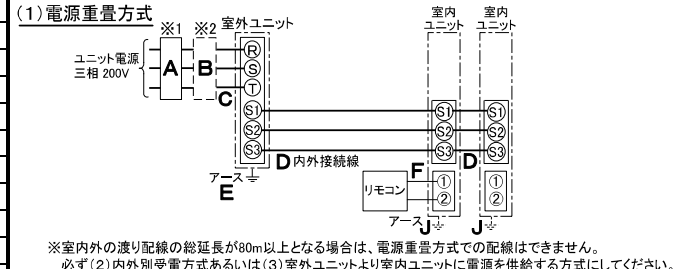 (1)電源重畳方式
※1
※2
室外ユニット
室内
ユニット
室内
ユニット
ユニット電源
三相 200V
A
B
C
R
S
T
S1
S2
S3
S1
S2
S3
S1
S2
S3
D 内外接続線
D
アース
E
F
リモコン
①
②
①
②
アース
J
J
※室内外の渡り配線の総延長が80m以上となる場合は、電源重畳方式での配線はできません。
必ず(2)内外別受電方式あるいは(3)室外ユニットより室内ユニットに電源を供給する方式にしてください。